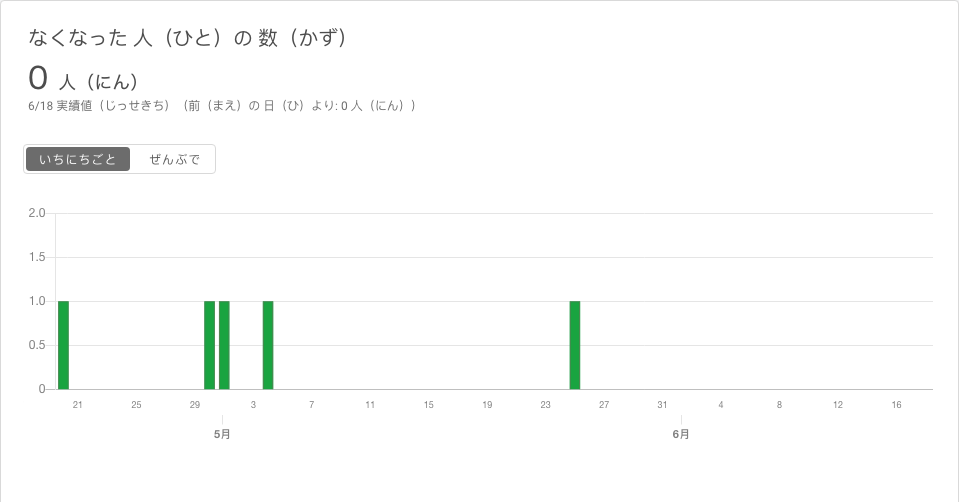 なくなった 人（ひと）の 数（かず）
0 人（にん）
6/18 実績値（じっせきち）（前（まえ）の 日（ひ）より: 0 人（にん））
いちにちごと ぜんぶで
2.0
1.5
1.0
0.5
0
21 25 29 3 7 11 15 19 23 27 31 4 8 12 16
5月 6月